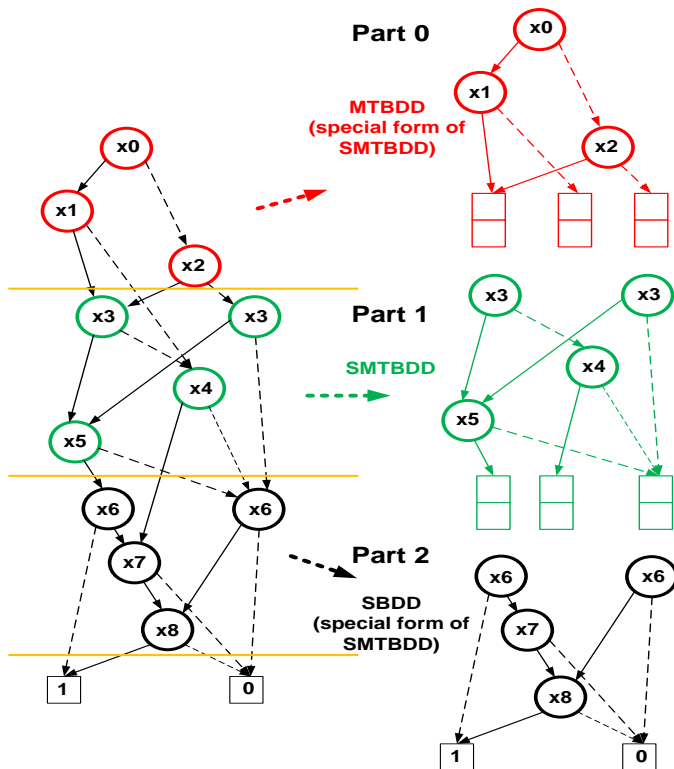 Part 0
x0
x1
MTBDD
(special form of
SMTBDD)
x2
x0
x1
x2
Part 1
x3
x3
x3
x3
SMTBDD
x4
x4
x5
x5
x6
x6
Part 2
x7
SBDD
(special form of
SMTBDD)
x6
x6
x7
x8
x8
1
0
1
0